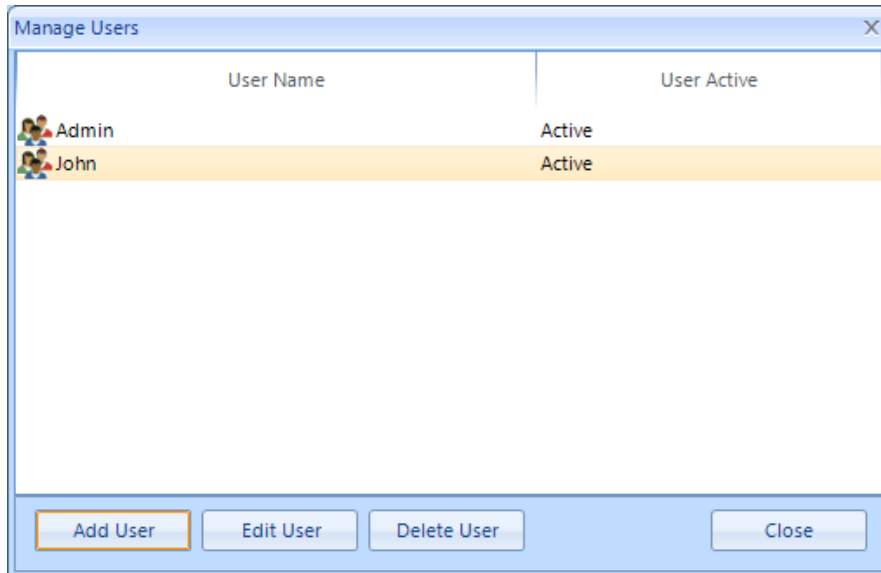 Manage Users X
User Name User Active
Admin Active
John Active
Add User Edit User Delete User Close